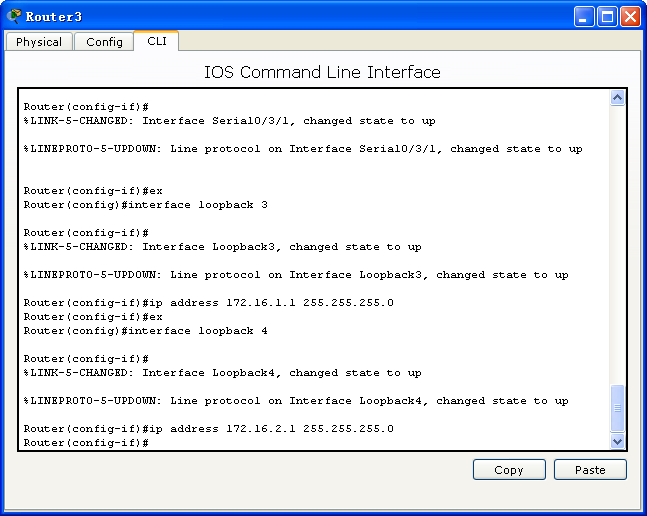 Router3
Physical Config CLI
IOS Command Line Interface
Router(config-if)#
%LINK-5-CHANGED: Interface Serial0/3/1, changed state to up
%LINEPROTO-5-UPDOWN: Line protocol on Interface Serial0/3/1, changed state to up
Router(config-if)#ex
Router(config)#interface loopback 3
Router(config-if)#
%LINK-5-CHANGED: Interface Loopback3, changed state to up
%LINEPROTO-5-UPDOWN: Line protocol on Interface Loopback3, changed state to up
Router(config-if)#ip address 172.16.1.1 255.255.255.0
Router(config-if)#ex
Router(config)#interface loopback 4
Router(config-if)#
%LINK-5-CHANGED: Interface Loopback4, changed state to up
%LINEPROTO-5-UPDOWN: Line protocol on Interface Loopback4, changed state to up
Router(config-if)#ip address 172.16.2.1 255.255.255.0
Router(config-if)#
Copy Paste